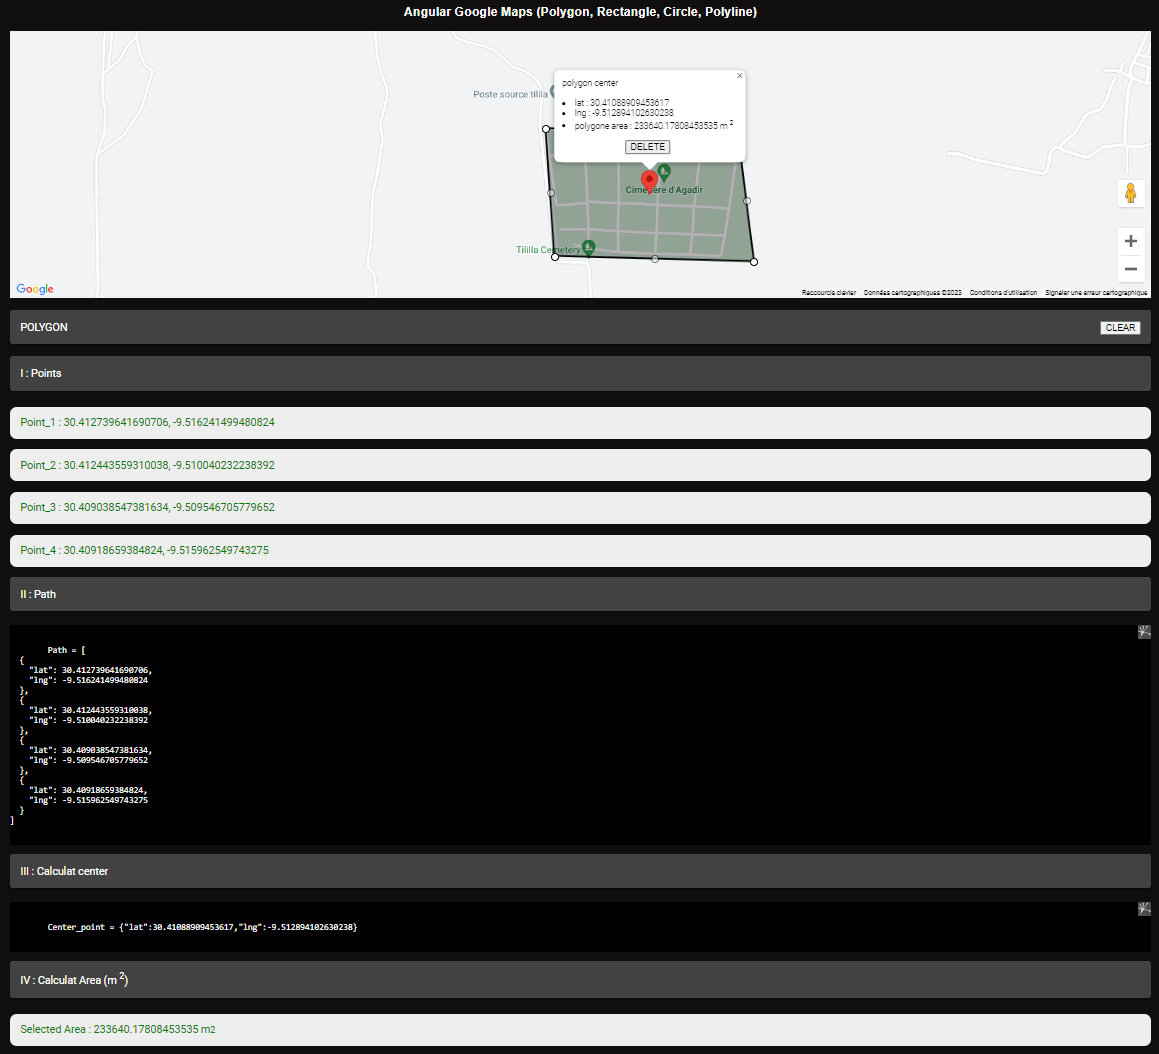 Angular Google Maps (Polygon, Rectangle, Circle, Polyline)
Poste source tilila
polygon center
lat : 30.41088909453617
lng : -9.512894102630238
polygone area : 233640.17808453535 m 2
DELETE
d'Agadir
Tililla Cemetery
Google
Raccourcis clavier Données cartographiques ©2023 Conditions d'utilisation Signaler une erreur cartographique
POLYGON
CLEAR
I : Points
Point_1 : 30.412739641690706, -9.516241499480824
Point_2 : 30.412443559310038, -9.510040232238392
Point_3 : 30.409038547381634, -9.509546705779652
Point_4 : 30.40918659384824, -9.515962549743275
II : Path
Path = [
{
"lat": 30.412739641690706,
"lng": -9.516241499480824
},
{
"lat": 30.412443559310038,
"lng": -9.510040232238392
},
{
"lat": 30.409038547381634,
"lng": -9.509546705779652
},
{
"lat": 30.40918659384824,
"lng": -9.515962549743275
}
]
III : Calculat center
Center_point = {"lat":30.41088909453617,"lng":-9.512894102630238}
IV : Calculat Area (m 2)
Selected Area : 233640.17808453535 m2